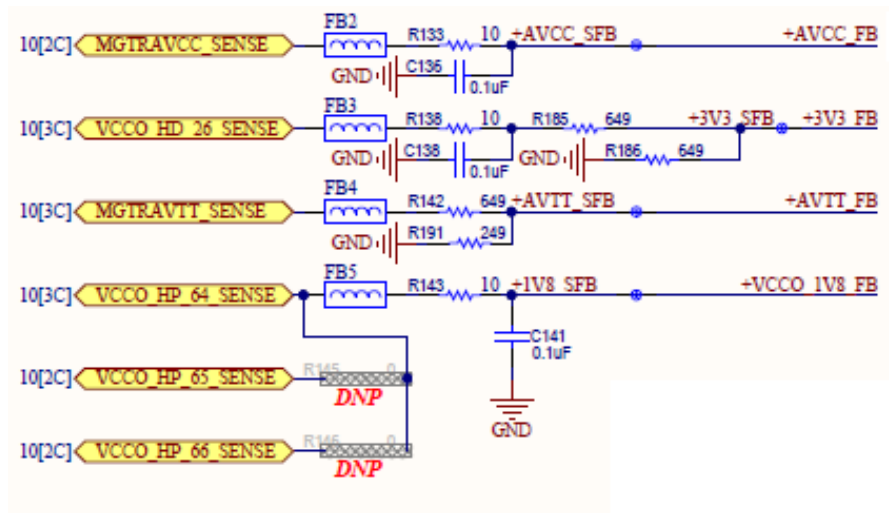 FB2
10[2C] MGTRAVCC_SENSE R133 10 +AVCC_SFB +AVCC_FB
GND C136
0.1uF
FB3
10[3C] VCCO_HD_26_SENSE R138 10 R185 649 +3V3_SFB +3V3_FB
GND C138 GND R186 649
0.1uF
FB4
10[3C] MGTRAVTT_SENSE R142 649 +AVTT_SFB +AVTT_FB
GND R191 249
FB5
10[3C] VCCO_HP_64_SENSE R143 10 +1V8_SFB +VCCO_1V8_FB
C141
0.1uF
10[2C] VCCO_HP_65_SENSE R145 0
DNP
GND
10[2C] VCCO_HP_66_SENSE R146 0
DNP